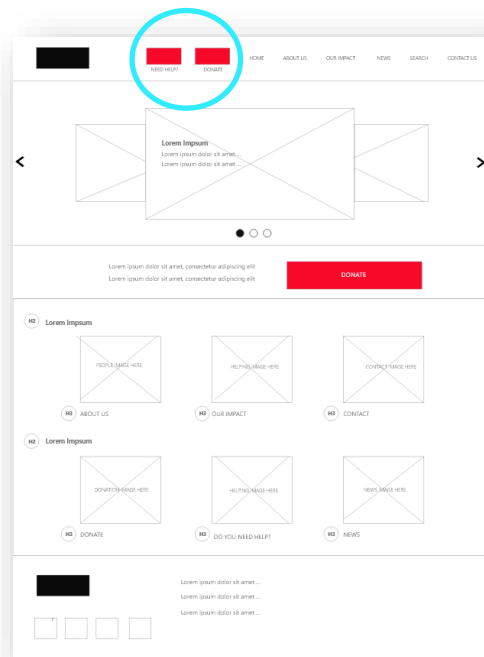 NEED HELP?
DONATE
HOME
ABOUT US
OUR IMPACT
NEWS
SEARCH
CONTACT US
Lorem Impsum
Lorem ipsum dolor sit amet ...
Lorem ipsum dolor sit amet ...
Lorem ipsum dolor sit amet, consectetur adipiscing elit
Lorem ipsum dolor sit amet, consectetur adipiscing elit
DONATE
H2 Lorem Impsum
PEOPLE IMAGE HERE
HELPING IMAGE HERE
CONTACT IMAGE HERE
H3 ABOUT US
H3 OUR IMPACT
H3 CONTACT
H2 Lorem Impsum
DONATION IMAGE HERE
HELPING IMAGE HERE
NEWS IMAGE HERE
H3 DONATE
H3 DO YOU NEED HELP?
H3 NEWS
Lorem ipsum dolor sit amet ...
Lorem ipsum dolor sit amet ...
Lorem ipsum dolor sit amet ...